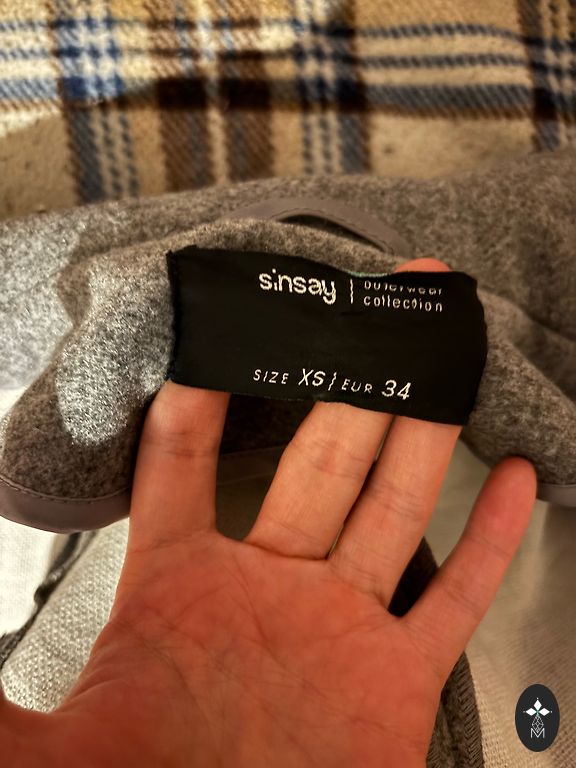 sinsay | outerwear
collection
SIZE XS | EUR 34
M